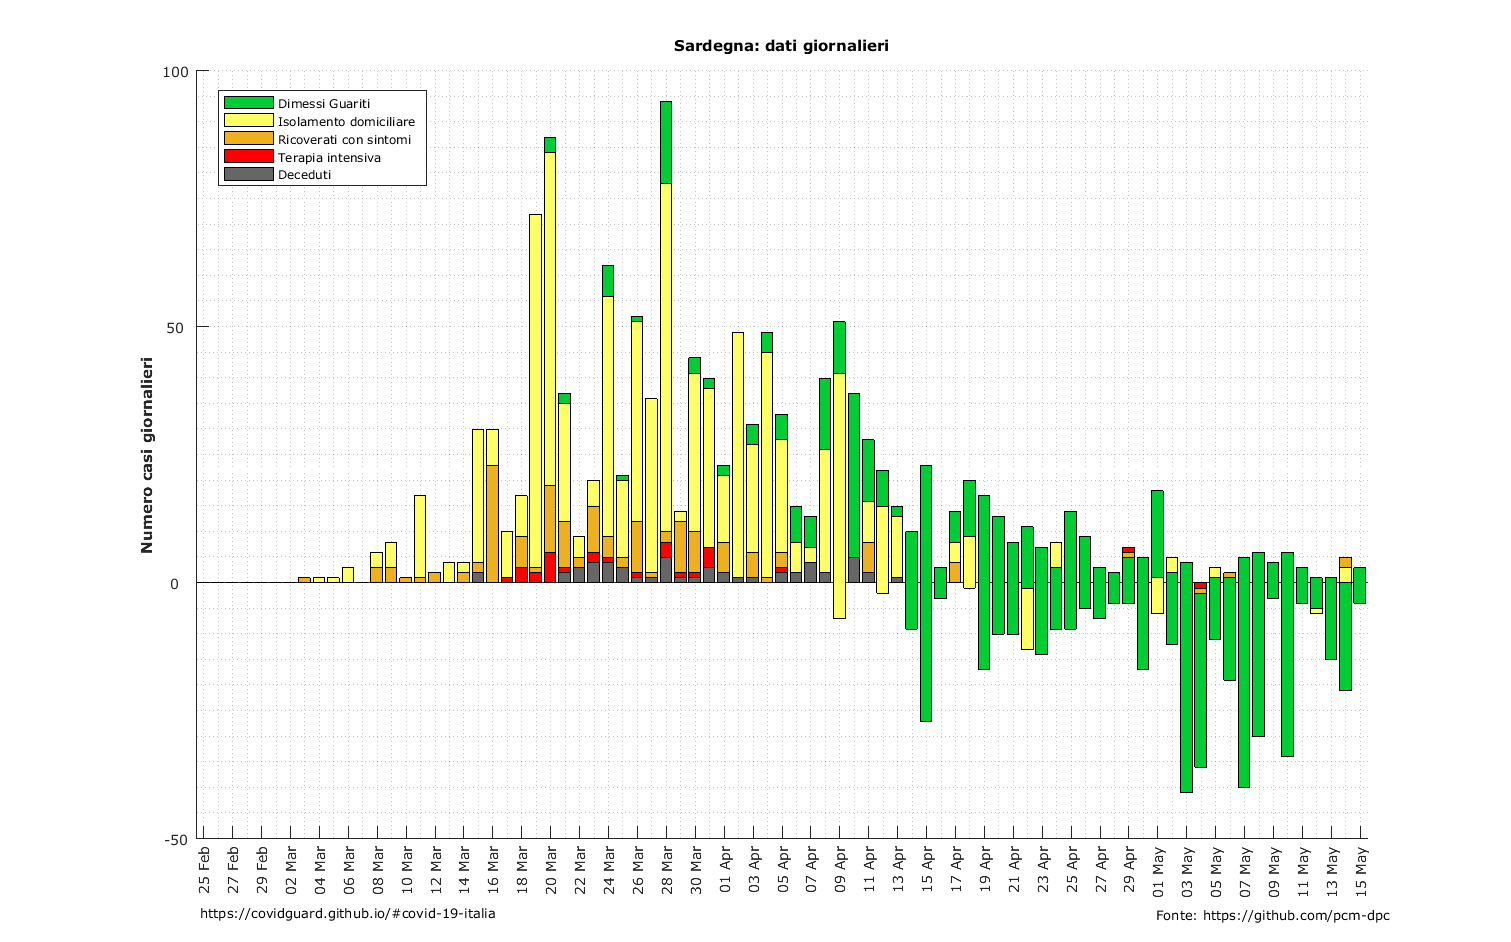 Sardegna: dati giornalieri
100
Dimessi Guariti
Isolamento domiciliare
Ricoverati con sintomi
Terapia intensiva
Deceduti
50
Numero casi giornalieri
0
-50
25 Feb
27 Feb
29 Feb
02 Mar
04 Mar
06 Mar
08 Mar
10 Mar
12 Mar
14 Mar
16 Mar
18 Mar
20 Mar
22 Mar
24 Mar
26 Mar
28 Mar
30 Mar
01 Apr
03 Apr
05 Apr
07 Apr
09 Apr
11 Apr
13 Apr
15 Apr
17 Apr
19 Apr
21 Apr
23 Apr
25 Apr
27 Apr
29 Apr
01 May
03 May
05 May
07 May
09 May
11 May
13 May
15 May
https://covidguard.github.io/#covid-19-italia
Fonte: https://github.com/pcm-dpc